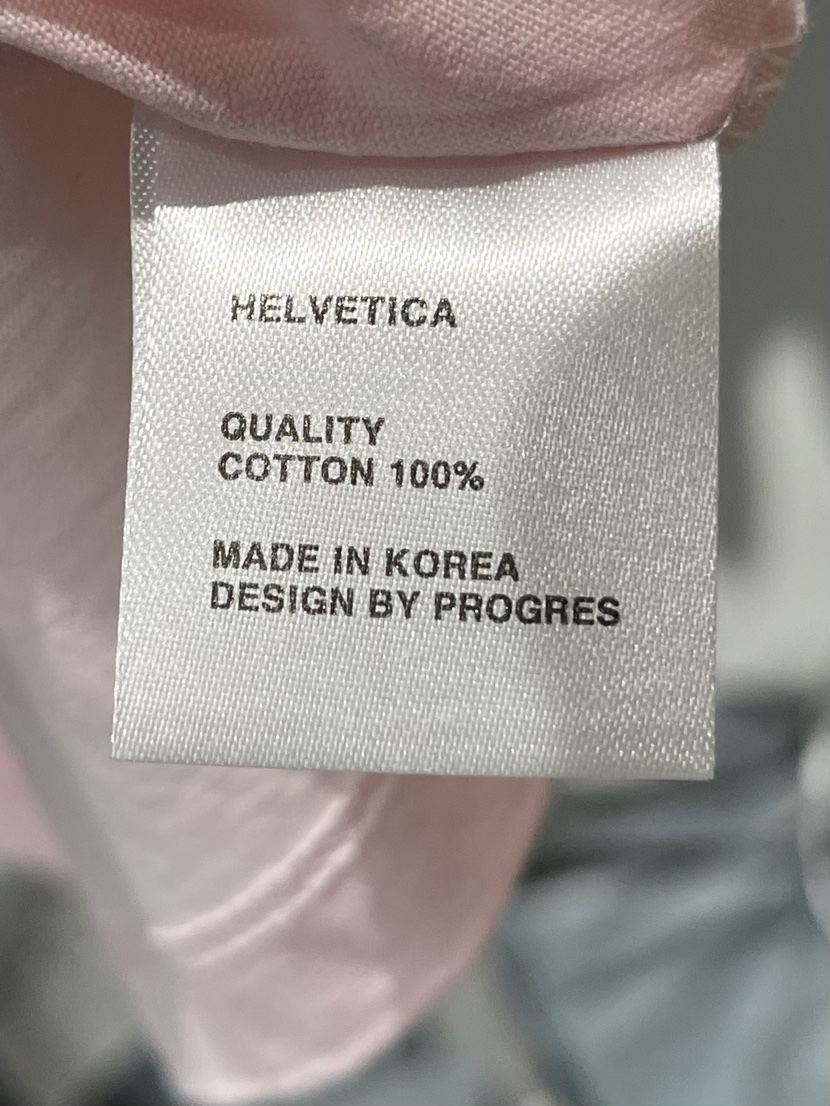 HELVETICA
QUALITY
COTTON 100%
MADE IN KOREA
DESIGN BY PROGRES